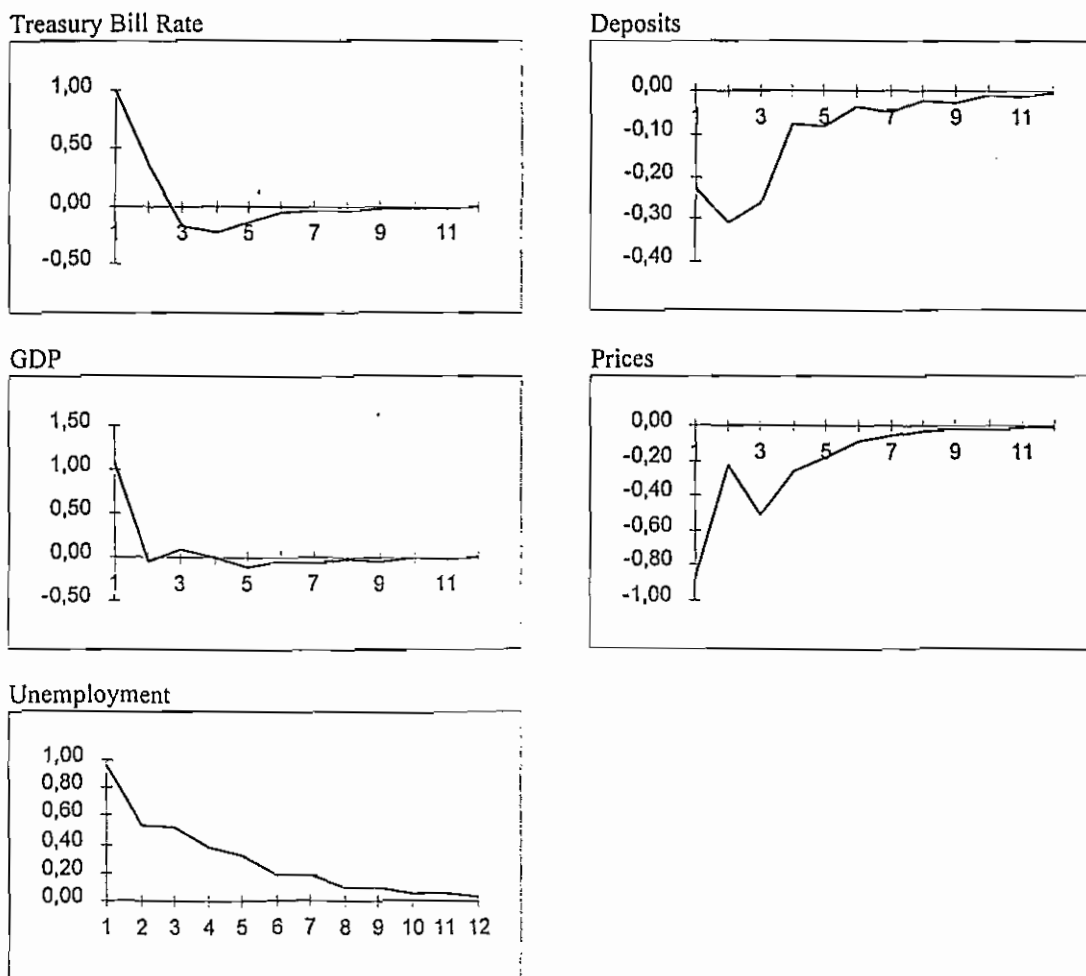 Treasury Bill Rate
1,00
0,50
0,00
-0,50
1 3 5 7 9 11
Deposits
0,00
-0,10
-0,20
-0,30
-0,40
1 3 5 7 9 11
GDP
1,50
1,00
0,50
0,00
-0,50
1 3 5 7 9 11
Prices
0,00
-0,20
-0,40
-0,60
-0,80
-1,00
1 3 5 7 9 11
Unemployment
1,00
0,80
0,60
0,40
0,20
0,00
1 2 3 4 5 6 7 8 9 10 11 12